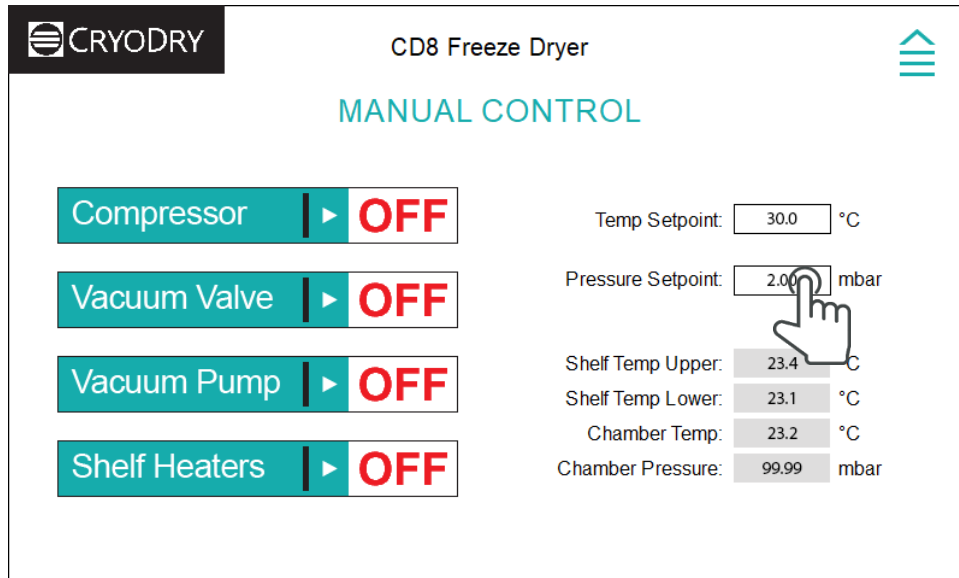 CRYODRY
CD8 Freeze Dryer
MANUAL CONTROL
Compressor OFF
Vacuum Valve OFF
Vacuum Pump OFF
Shelf Heaters OFF
Temp Setpoint: 30.0 °C
Pressure Setpoint: 2.00 mbar
Shelf Temp Upper: 23.4 °C
Shelf Temp Lower: 23.1 °C
Chamber Temp: 23.2 °C
Chamber Pressure: 99.99 mbar